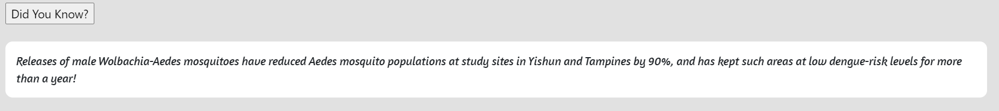 Did You Know?
Releases of male Wolbachia-Aedes mosquitoes have reduced Aedes mosquito populations at study sites in Yishun and Tampines by 90%, and has kept such areas at low dengue-risk levels for more
than a year!